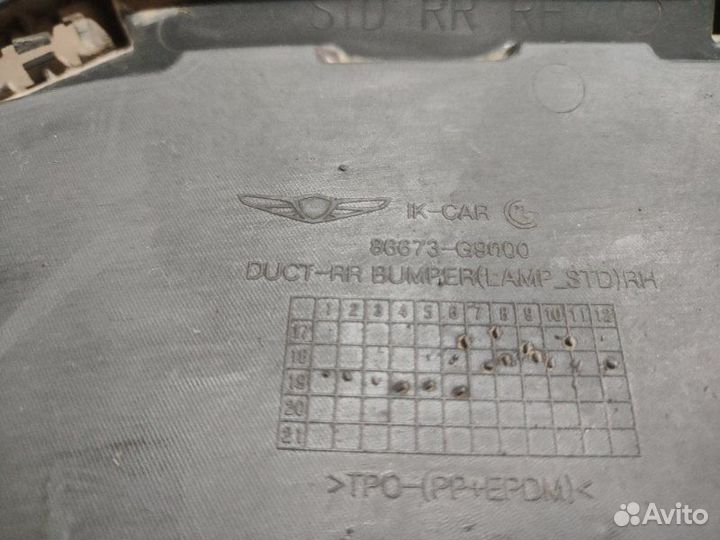 STD RR RH
IK-CAR
86673-G9000
DUCT-RR BUMPER(LAMP_STD)RH
1 2 3 4 5 6 7 8 9 10 11 12
17
18
19
20
21
>TPO-(PP+EPDM)<
Avito